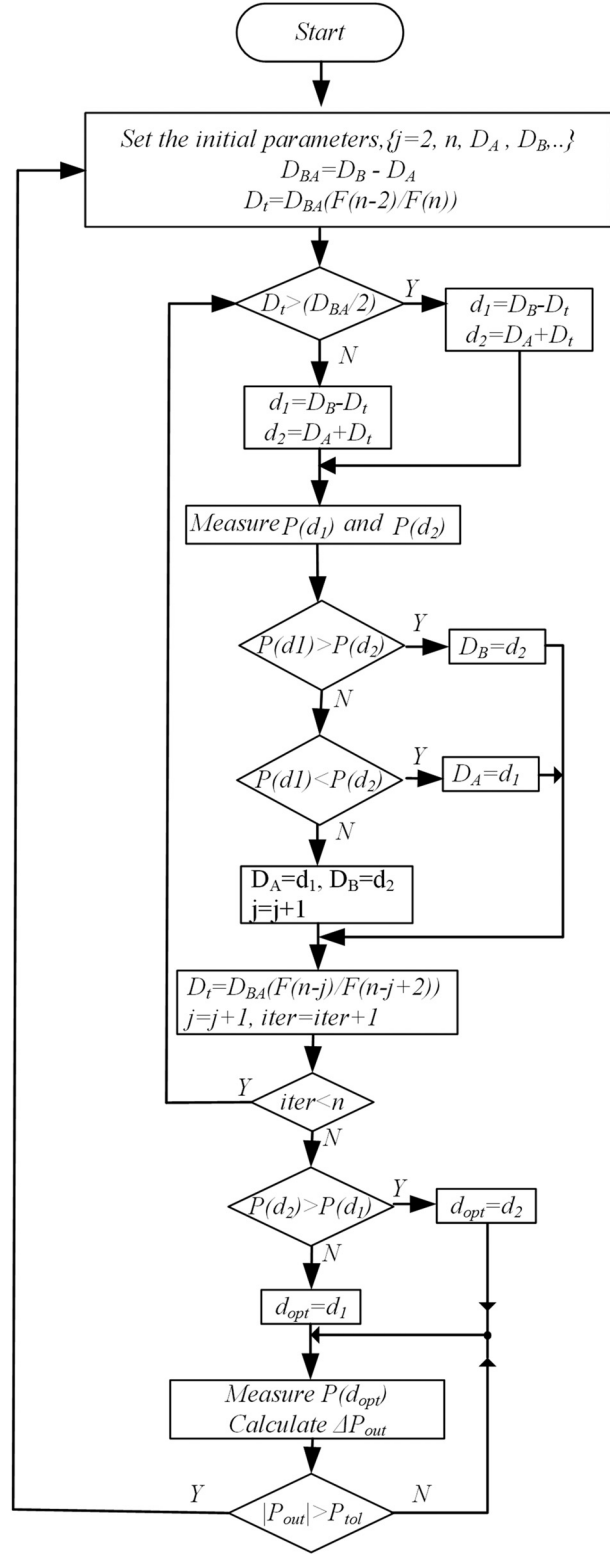 Start
Set the initial parameters,{j=2, n, D_A , D_B,..}
D_BA=D_B - D_A
D_t=D_BA(F(n-2)/F(n))
D_t>(D_BA/2)
Y
d_1=D_B-D_t
d_2=D_A+D_t
N
d_1=D_B-D_t
d_2=D_A+D_t
Measure P(d_1) and P(d_2)
P(d1)>P(d_2)
Y
D_B=d_2
N
P(d1)<P(d_2)
Y
D_A=d_1
N
D_A=d_1, D_B=d_2
j=j+1
D_t=D_BA(F(n-j)/F(n-j+2))
j=j+1, iter=iter+1
Y
iter<n
N
P(d_2)>P(d_1)
Y
d_opt=d_2
N
d_opt=d_1
Measure P(d_opt)
Calculate ΔP_out
Y
|P_out|>P_tol
N